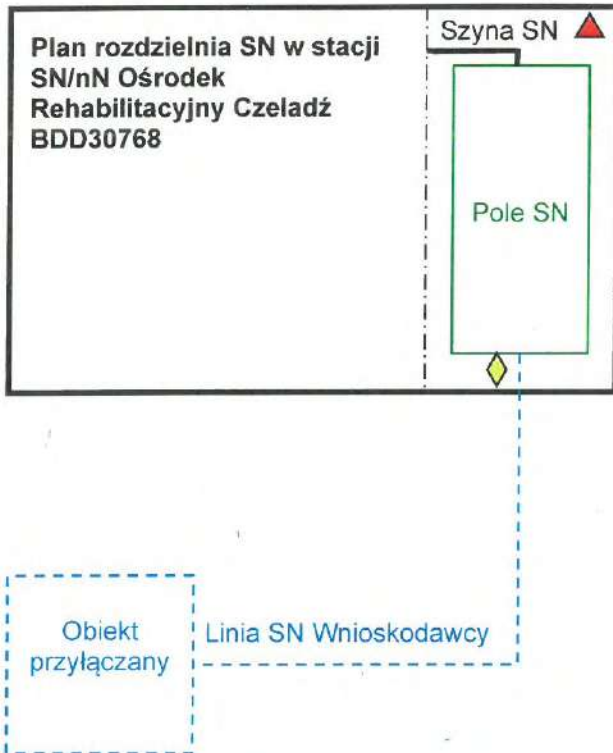 Plan rozdzielnia SN w stacji
SN/nN Ośrodek
Rehabilitacyjny Czeladź
BDD30768
Szyna SN
Pole SN
Obiekt
przyłączany
Linia SN Wnioskodawcy